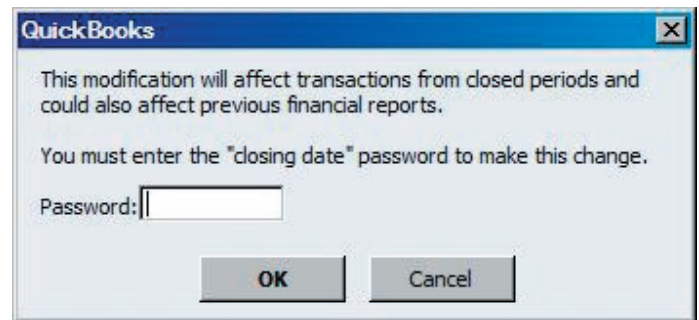 QuickBooks
This modification will affect transactions from closed periods and
could also affect previous financial reports.
You must enter the "closing date" password to make this change.
Password:
OK Cancel